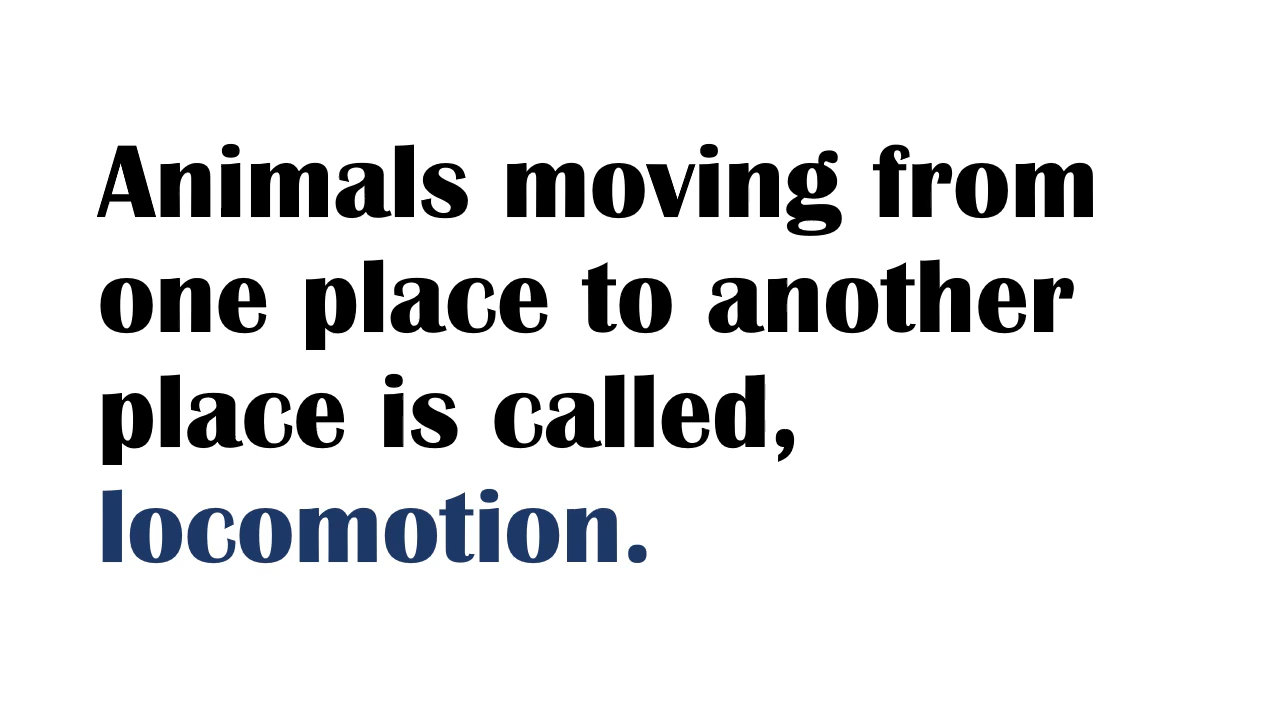 Animals moving from
one place to another
place is called,
locomotion.